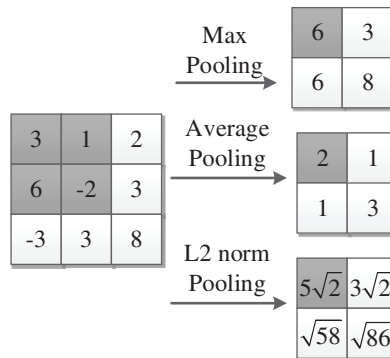 Max
Pooling
6 3
6 8
3 1 2
6 -2 3
-3 3 8
Average
Pooling
2 1
1 3
L2 norm
Pooling
5√2 3√2
√58 √86